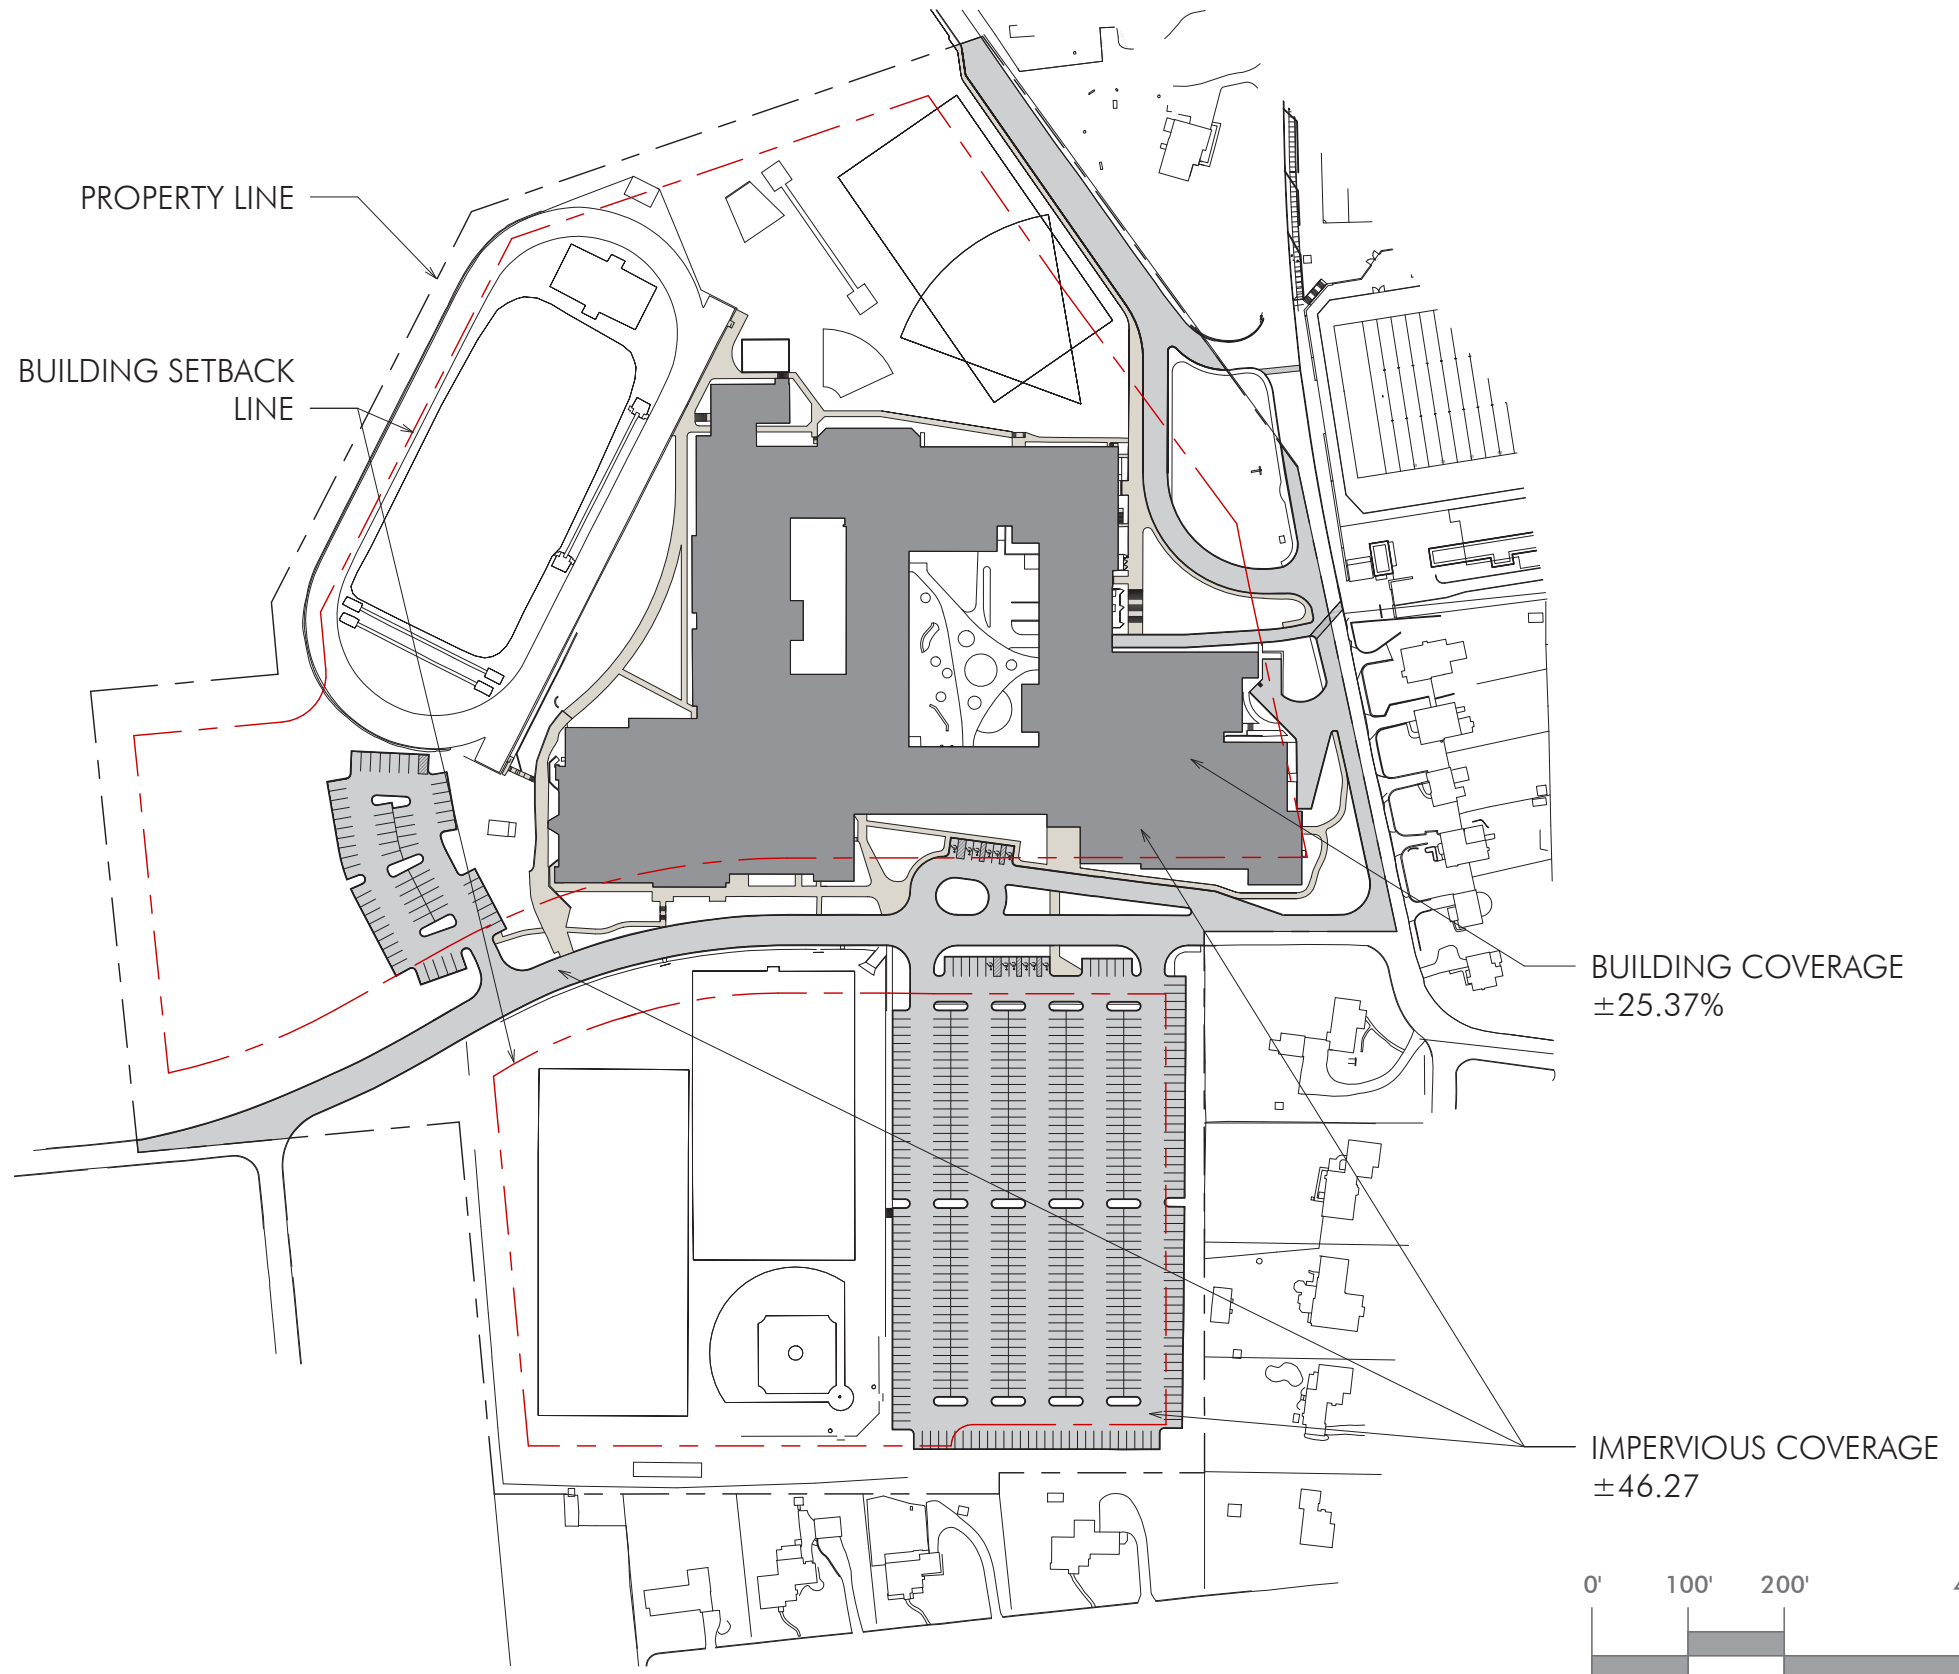 PROPERTY LINE
BUILDING SETBACK
LINE
BUILDING COVERAGE
±25.37%
IMPERVIOUS COVERAGE
±46.27
0' 100' 200'